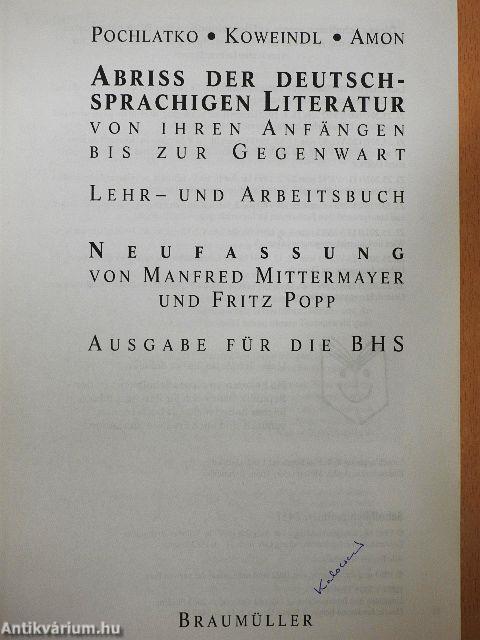 POCHLATKO • KOWEINDL • AMON
ABRISS DER DEUTSCH-
SPRACHIGEN LITERATUR
VON IHREN ANFÄNGEN
BIS ZUR GEGENWART
LEHR- UND ARBEITSBUCH
NEUFASSUNG
VON MANFRED MITTERMAYER
UND FRITZ POPP
AUSGABE FÜR DIE BHS
BRAUMÜLLER
Antikvárium.hu